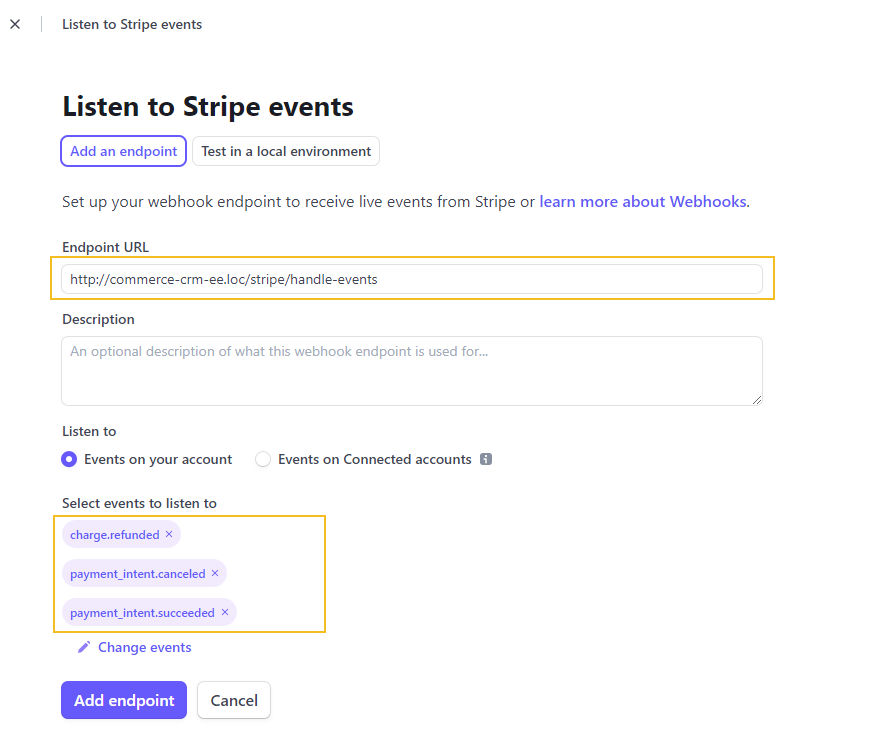 Listen to Stripe events
Listen to Stripe events
Add an endpoint
Test in a local environment
Set up your webhook endpoint to receive live events from Stripe or learn more about Webhooks.
Endpoint URL
http://commerce-crm-ee.loc/stripe/handle-events
Description
An optional description of what this webhook endpoint is used for...
Listen to
Events on your account
Events on Connected accounts
Select events to listen to
charge.refunded ×
payment_intent.canceled ×
payment_intent.succeeded ×
Change events
Add endpoint
Cancel